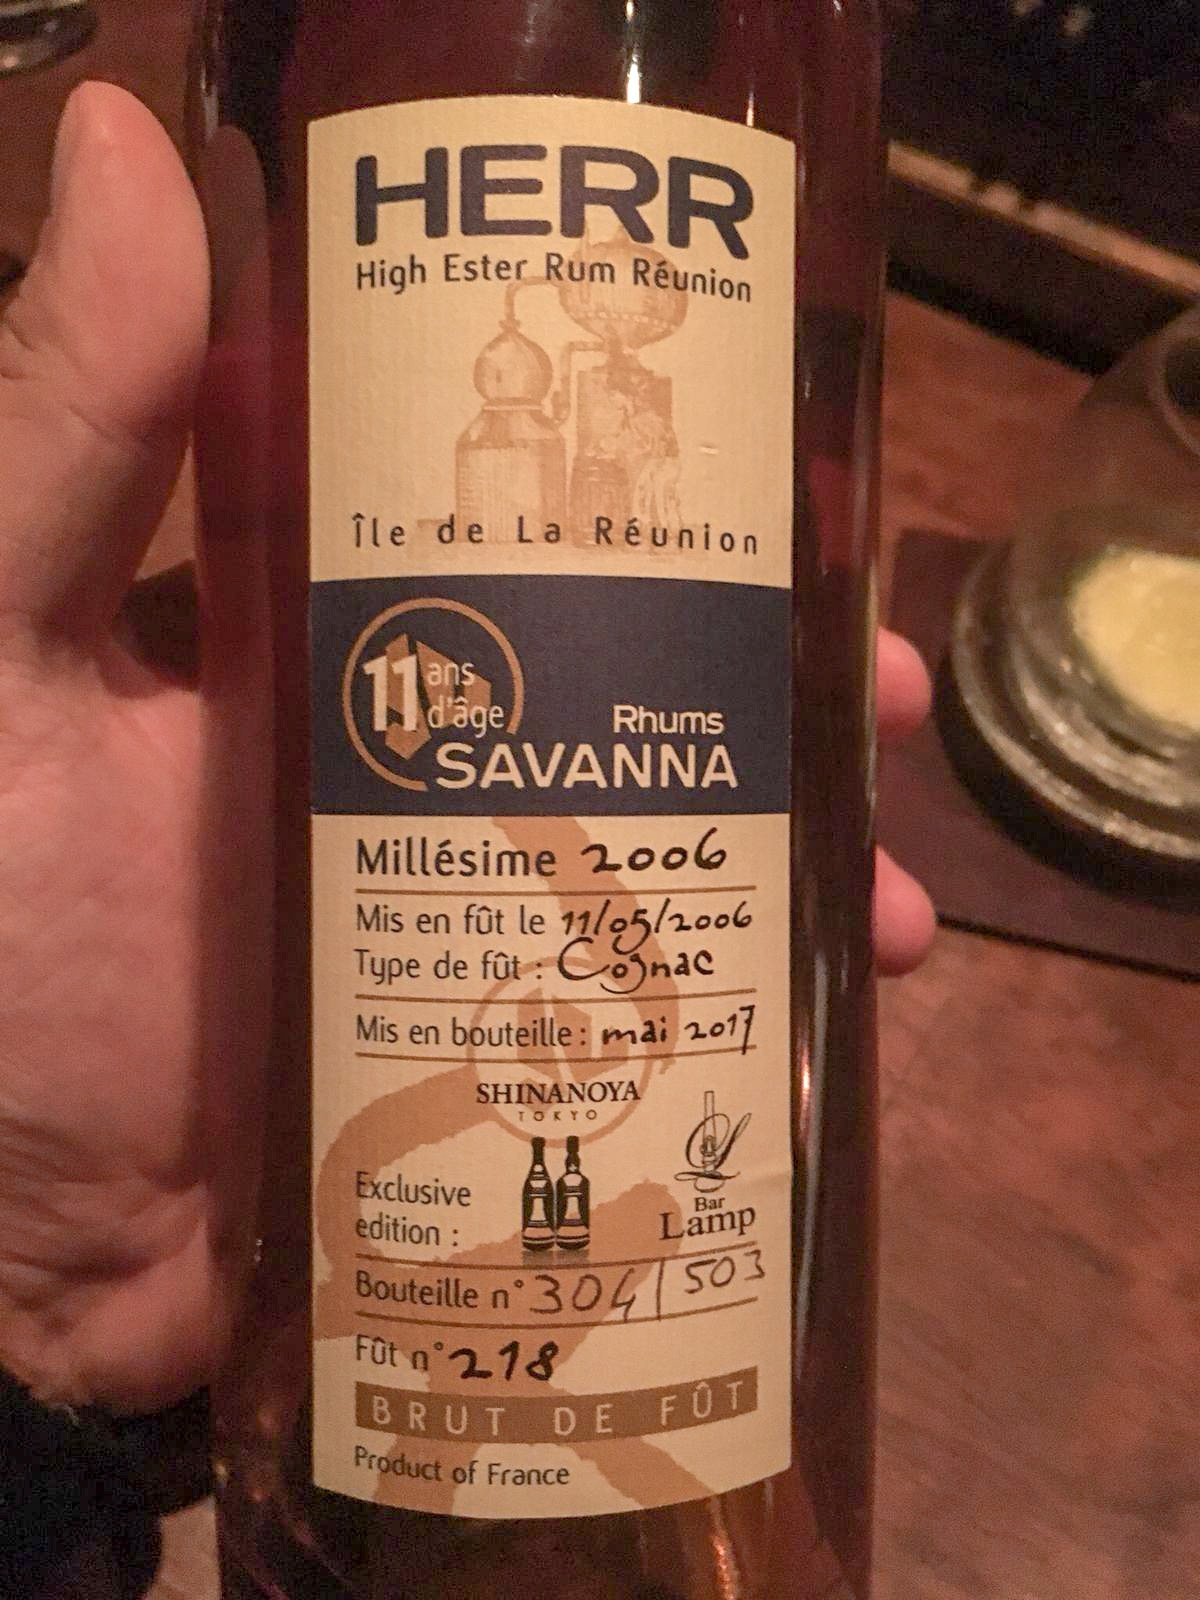 HERR
High Ester Rum Réunion
Île de La Réunion
11 ans
d'âge
Rhums
SAVANNA
Millésime 2006
Mis en fût le 11/05/2006
Type de fût : Cognac
Mis en bouteille : mai 2017
SHINANOYA
TOKYO
Exclusive
edition :
Bar
Lamp
Bouteille n° 304/503
Fût n° 218
BRUT DE FÛT
Product of France